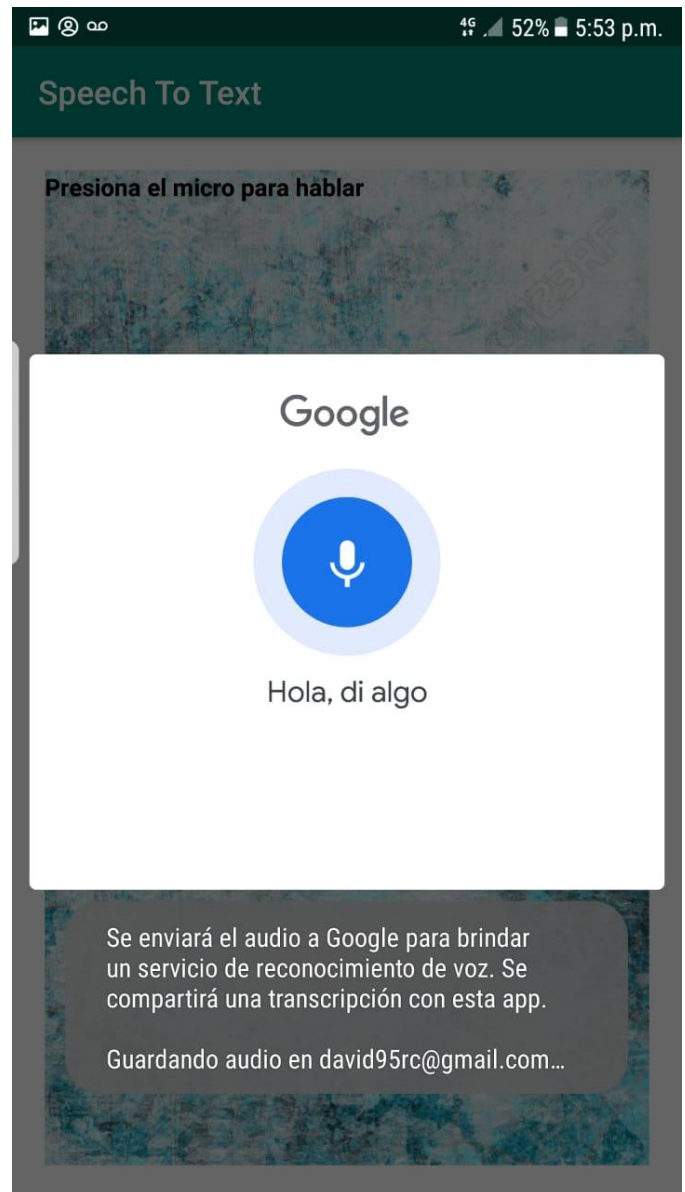 4G 52% 5:53 p.m.
Speech To Text
Presiona el micro para hablar
123RF
Google
Hola, di algo
Se enviará el audio a Google para brindar
un servicio de reconocimiento de voz. Se
compartirá una transcripción con esta app.
Guardando audio en david95rc@gmail.com…